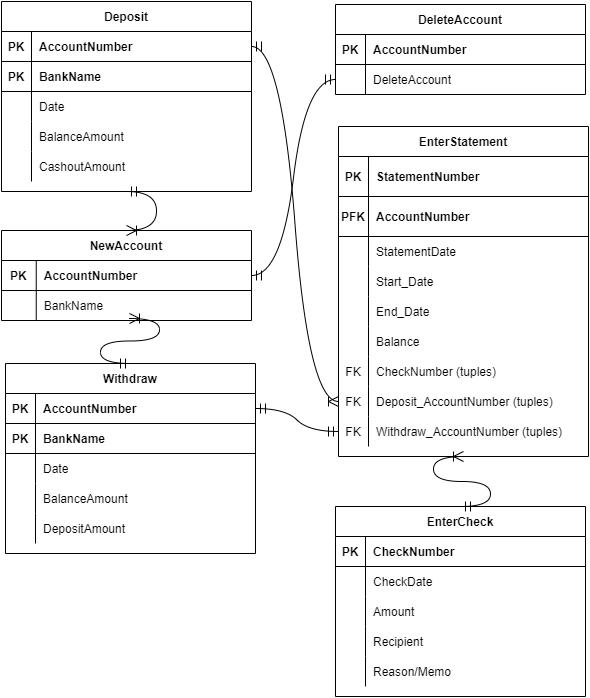 Deposit
PK AccountNumber
PK BankName
Date
BalanceAmount
CashoutAmount
NewAccount
PK AccountNumber
BankName
Withdraw
PK AccountNumber
PK BankName
Date
BalanceAmount
DepositAmount
DeleteAccount
PK AccountNumber
DeleteAccount
EnterStatement
PK StatementNumber
PFK AccountNumber
StatementDate
Start_Date
End_Date
Balance
FK CheckNumber (tuples)
FK Deposit_AccountNumber (tuples)
FK Withdraw_AccountNumber (tuples)
EnterCheck
PK CheckNumber
CheckDate
Amount
Recipient
Reason/Memo